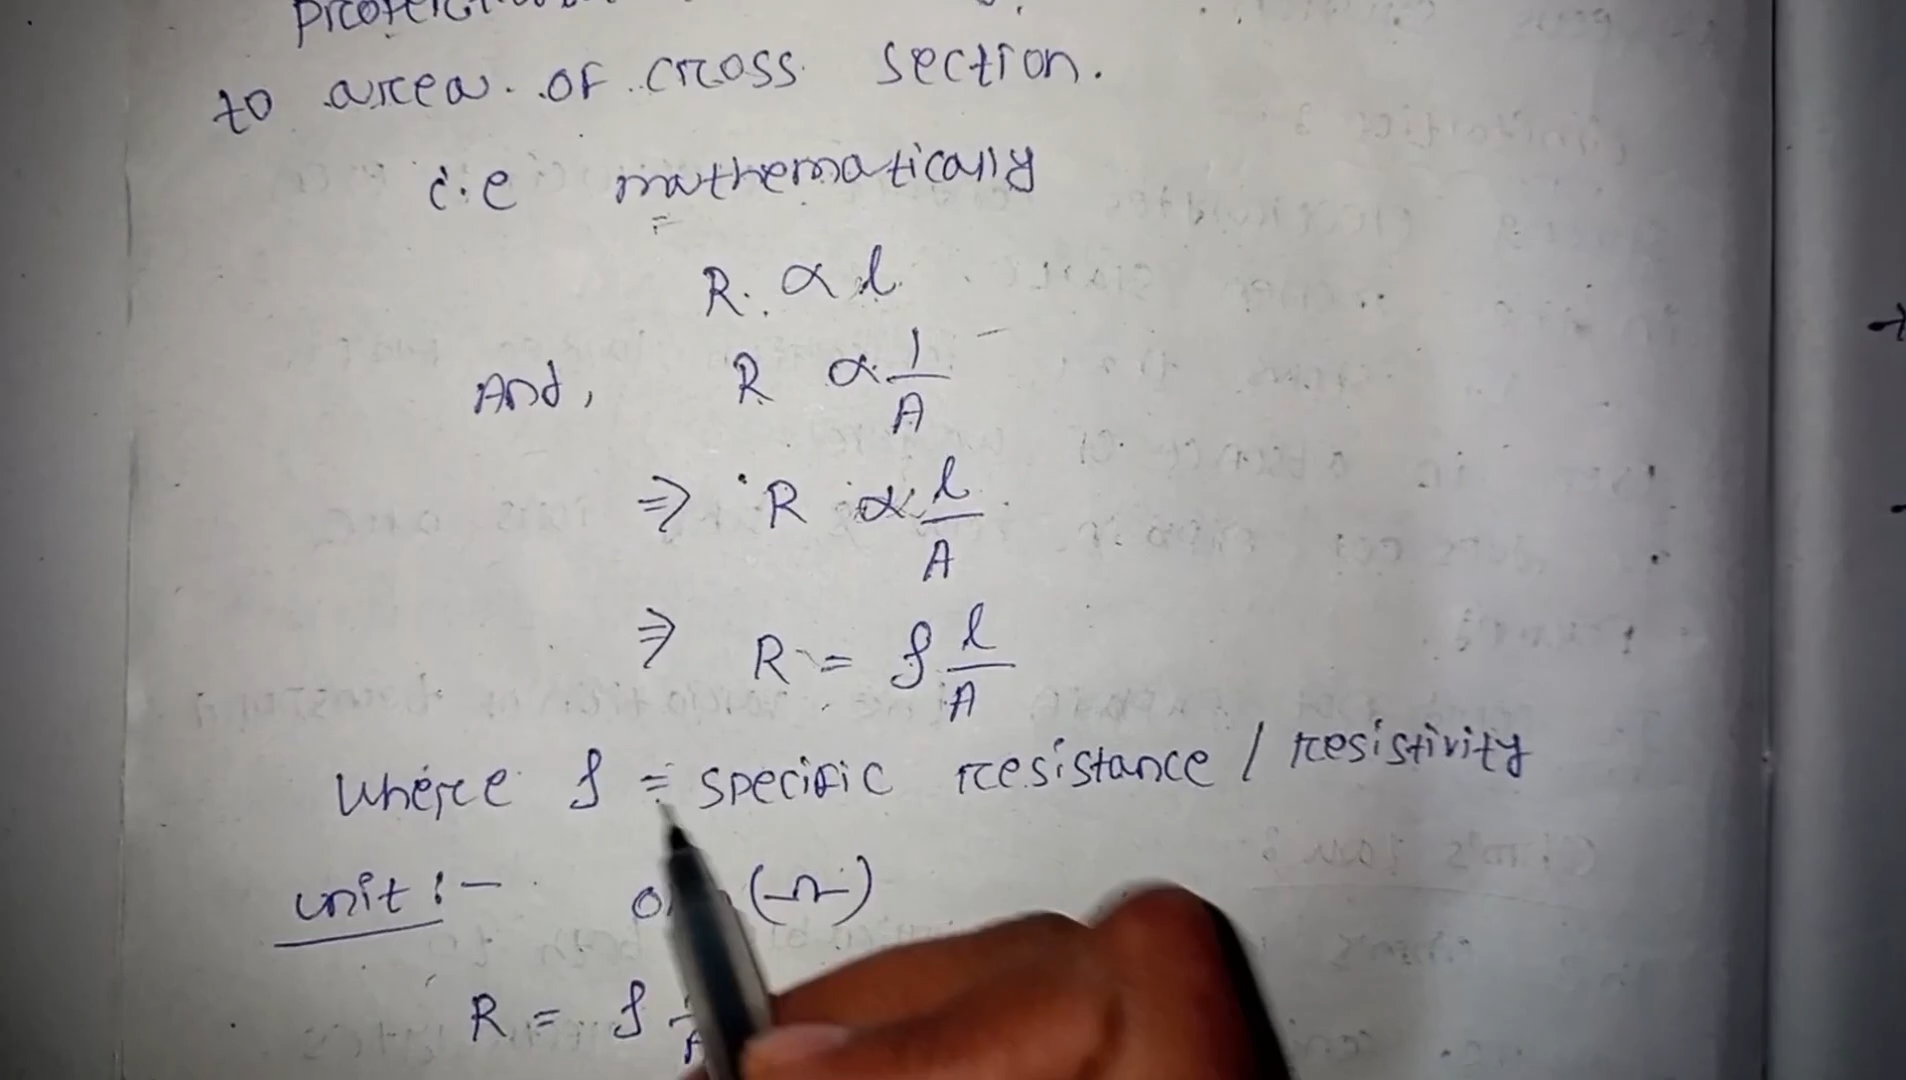 to area of cross section.
i.e mathematically
R ∝ l
And, R ∝ 1/A
⇒ R ∝ l/A
⇒ R = ρ l/A
where ρ = specific resistance / resistivity
unit :- (Ω)
R = ρ